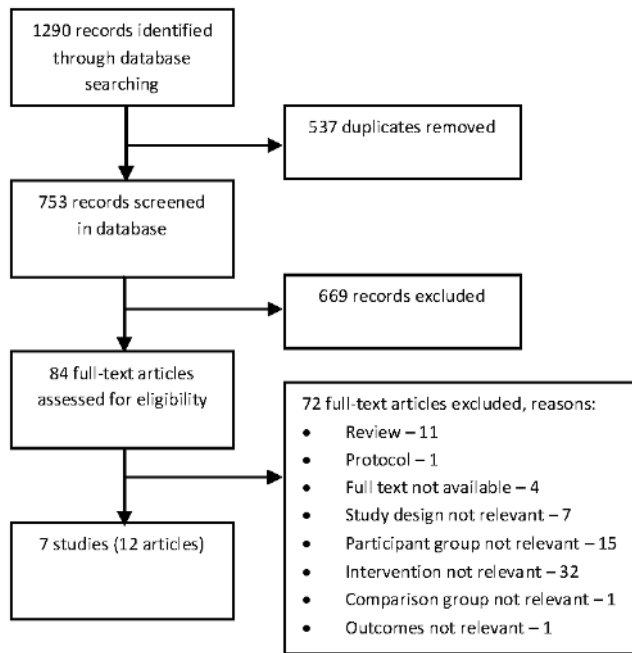 1290 records identified
through database
searching
537 duplicates removed
753 records screened
in database
669 records excluded
84 full-text articles
assessed for eligibility
72 full-text articles excluded, reasons:
• Review – 11
• Protocol – 1
• Full text not available – 4
• Study design not relevant – 7
• Participant group not relevant – 15
• Intervention not relevant – 32
• Comparison group not relevant – 1
• Outcomes not relevant – 1
7 studies (12 articles)